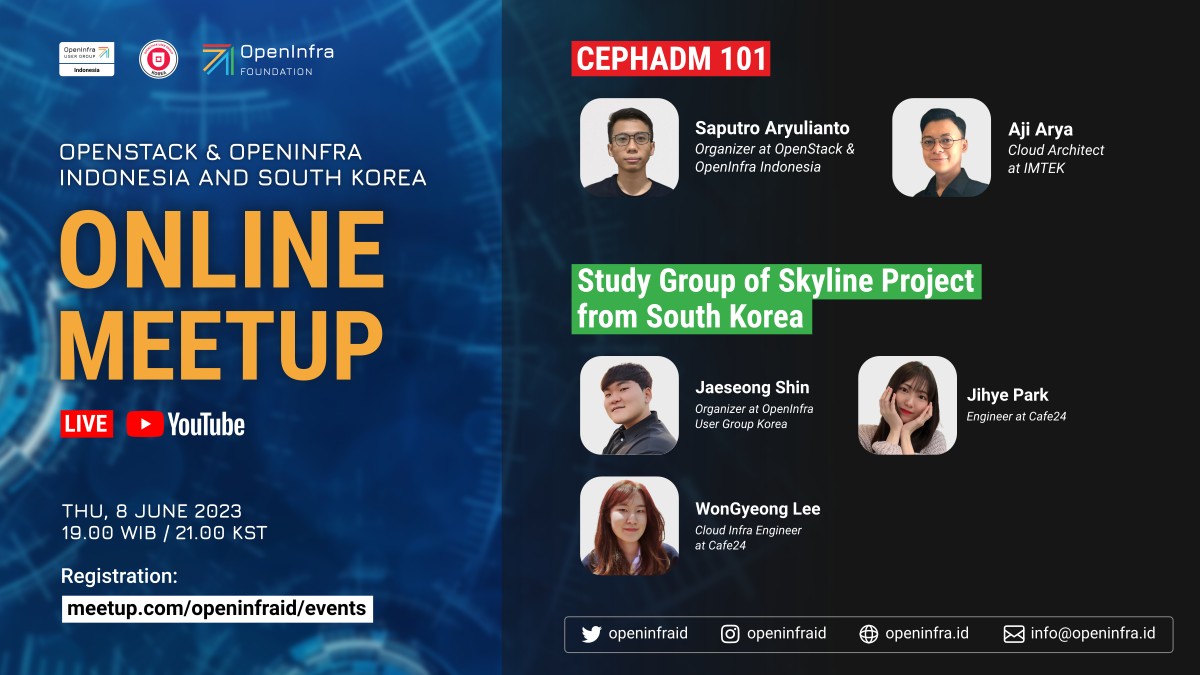 OpenInfra
USER GROUP
Indonesia
KOREA
OpenInfra
FOUNDATION
OPENSTACK & OPENINFRA
INDONESIA AND SOUTH KOREA
ONLINE
MEETUP
LIVE
YouTube
THU, 8 JUNE 2023
19.00 WIB / 21.00 KST
Registration:
meetup.com/openinfraid/events
CEPHADM 101
Saputro Aryulianto
Organizer at OpenStack &
OpenInfra Indonesia
Aji Arya
Cloud Architect
at IMTEK
Study Group of Skyline Project
from South Korea
Jaeseong Shin
Organizer at OpenInfra
User Group Korea
Jihye Park
Engineer at Cafe24
WonGyeong Lee
Cloud Infra Engineer
at Cafe24
openinfraid
openinfraid
openinfra.id
info@openinfra.id